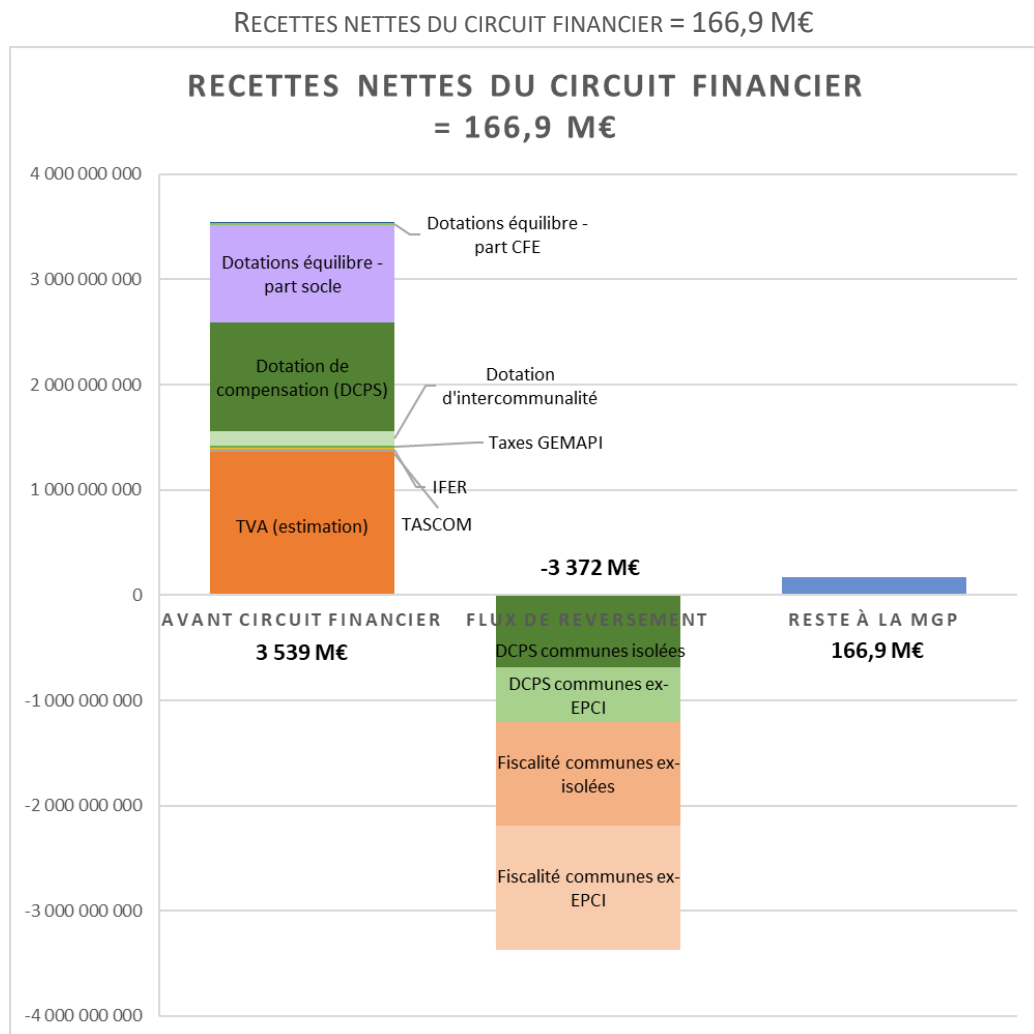 RECETTES NETTES DU CIRCUIT FINANCIER = 166,9 M€
RECETTES NETTES DU CIRCUIT FINANCIER
= 166,9 M€
4 000 000 000
3 000 000 000
2 000 000 000
1 000 000 000
0
-1 000 000 000
-2 000 000 000
-3 000 000 000
-4 000 000 000
Dotations équilibre -
part CFE
Dotations équilibre -
part socle
Dotation de
compensation (DCPS)
Dotation
d'intercommunalité
Taxes GEMAPI
IFER
TASCOM
TVA (estimation)
AVANT CIRCUIT FINANCIER
3 539 M€
-3 372 M€
FLUX DE REVERSEMENT
DCPS communes isolées
DCPS communes ex-
EPCI
Fiscalité communes ex-
isolées
Fiscalité communes ex-
EPCI
RESTE À LA MGP
166,9 M€